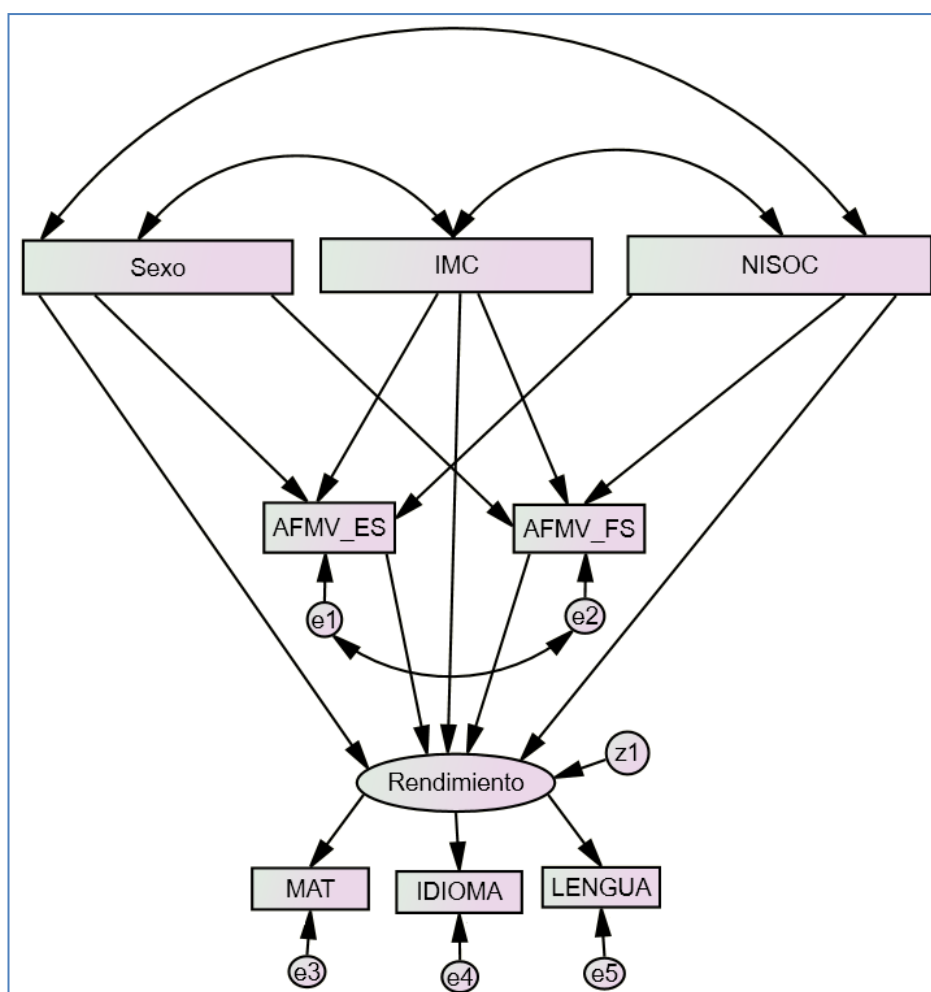 Sexo
IMC
NISOC
AFMV_ES
AFMV_FS
e1
e2
z1
Rendimiento
MAT
IDIOMA
LENGUA
e3
e4
e5